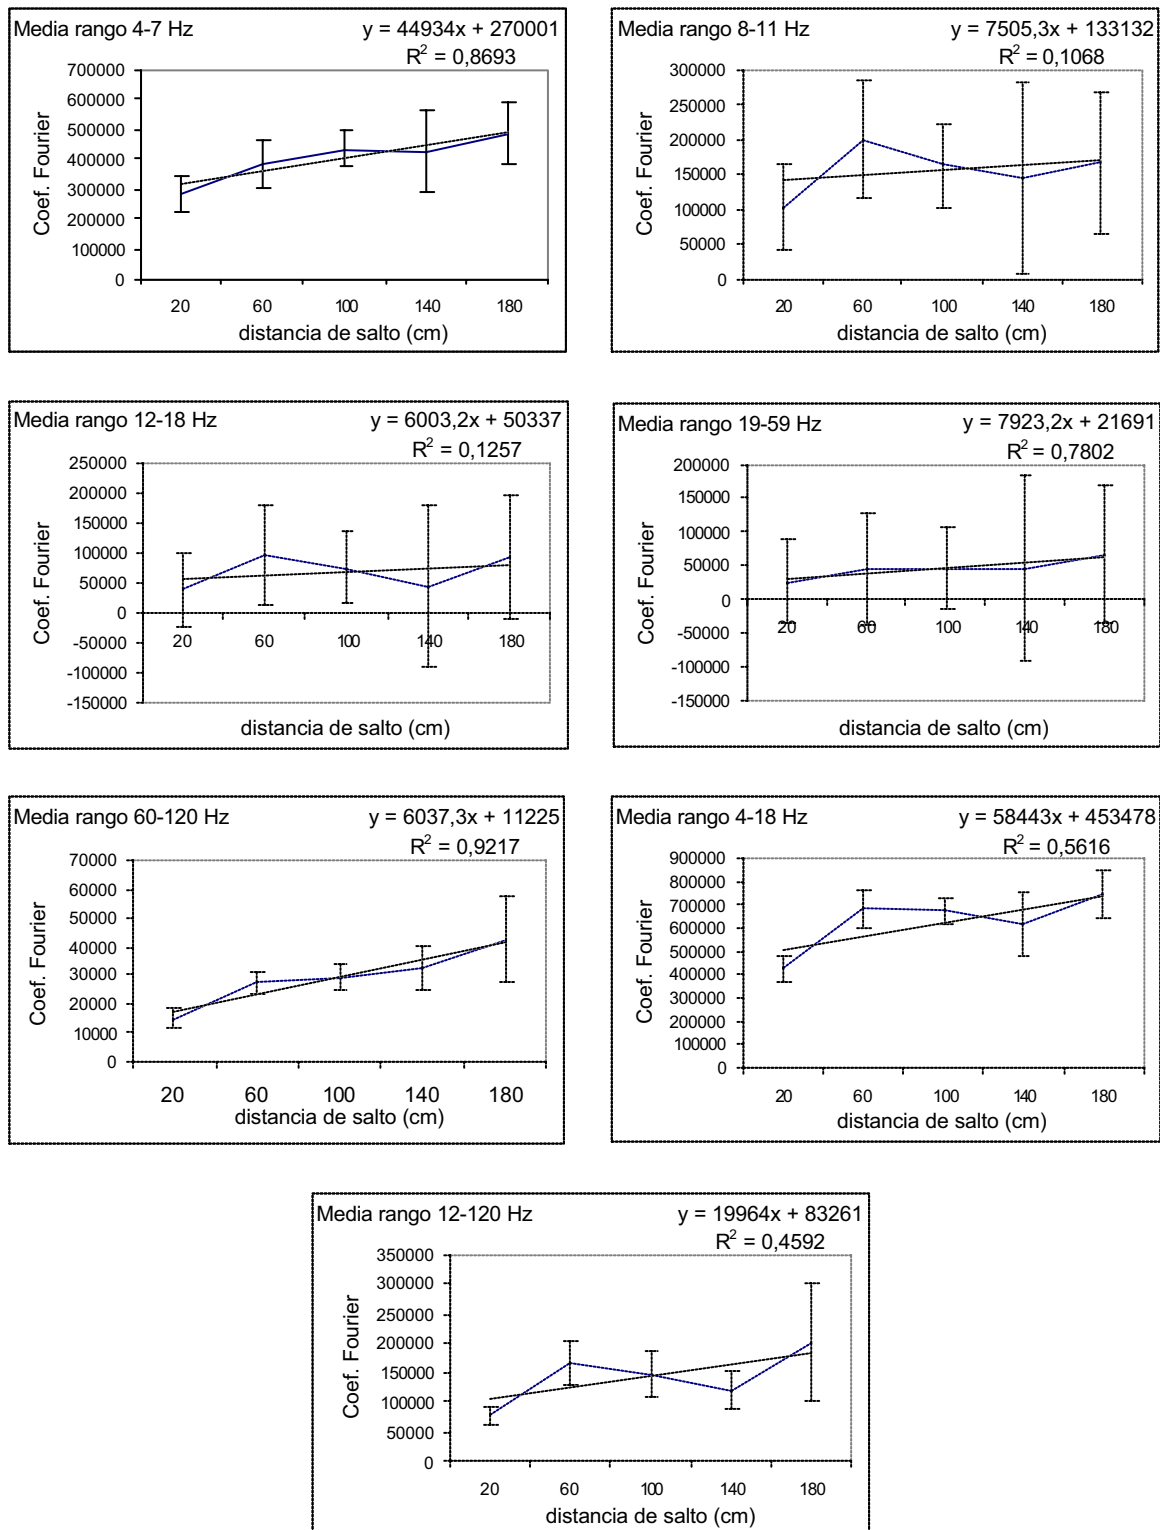 Media rango 4-7 Hz y = 44934x + 270001
R² = 0,8693
700000
600000
500000
400000
300000
200000
100000
0
Coef. Fourier
20 60 100 140 180
distancia de salto (cm)
Media rango 8-11 Hz y = 7505,3x + 133132
R² = 0,1068
300000
250000
200000
150000
100000
50000
0
Coef. Fourier
20 60 100 140 180
distancia de salto (cm)
Media rango 12-18 Hz y = 6003,2x + 50337
R² = 0,1257
250000
200000
150000
100000
50000
0
-50000
-100000
-150000
Coef. Fourier
20 60 100 140 180
distancia de salto (cm)
Media rango 19-59 Hz y = 7923,2x + 21691
R² = 0,7802
200000
150000
100000
50000
0
-50000
-100000
-150000
Coef. Fourier
20 60 100 140 180
distancia de salto (cm)
Media rango 60-120 Hz y = 6037,3x + 11225
R² = 0,9217
70000
60000
50000
40000
30000
20000
10000
0
Coef. Fourier
20 60 100 140 180
distancia de salto (cm)
Media rango 4-18 Hz y = 58443x + 453478
R² = 0,5616
900000
800000
700000
600000
500000
400000
300000
200000
100000
0
Coef. Fourier
20 60 100 140 180
distancia de salto (cm)
Media rango 12-120 Hz y = 19964x + 83261
R² = 0,4592
350000
300000
250000
200000
150000
100000
50000
0
Coef. Fourier
20 60 100 140 180
distancia de salto (cm)